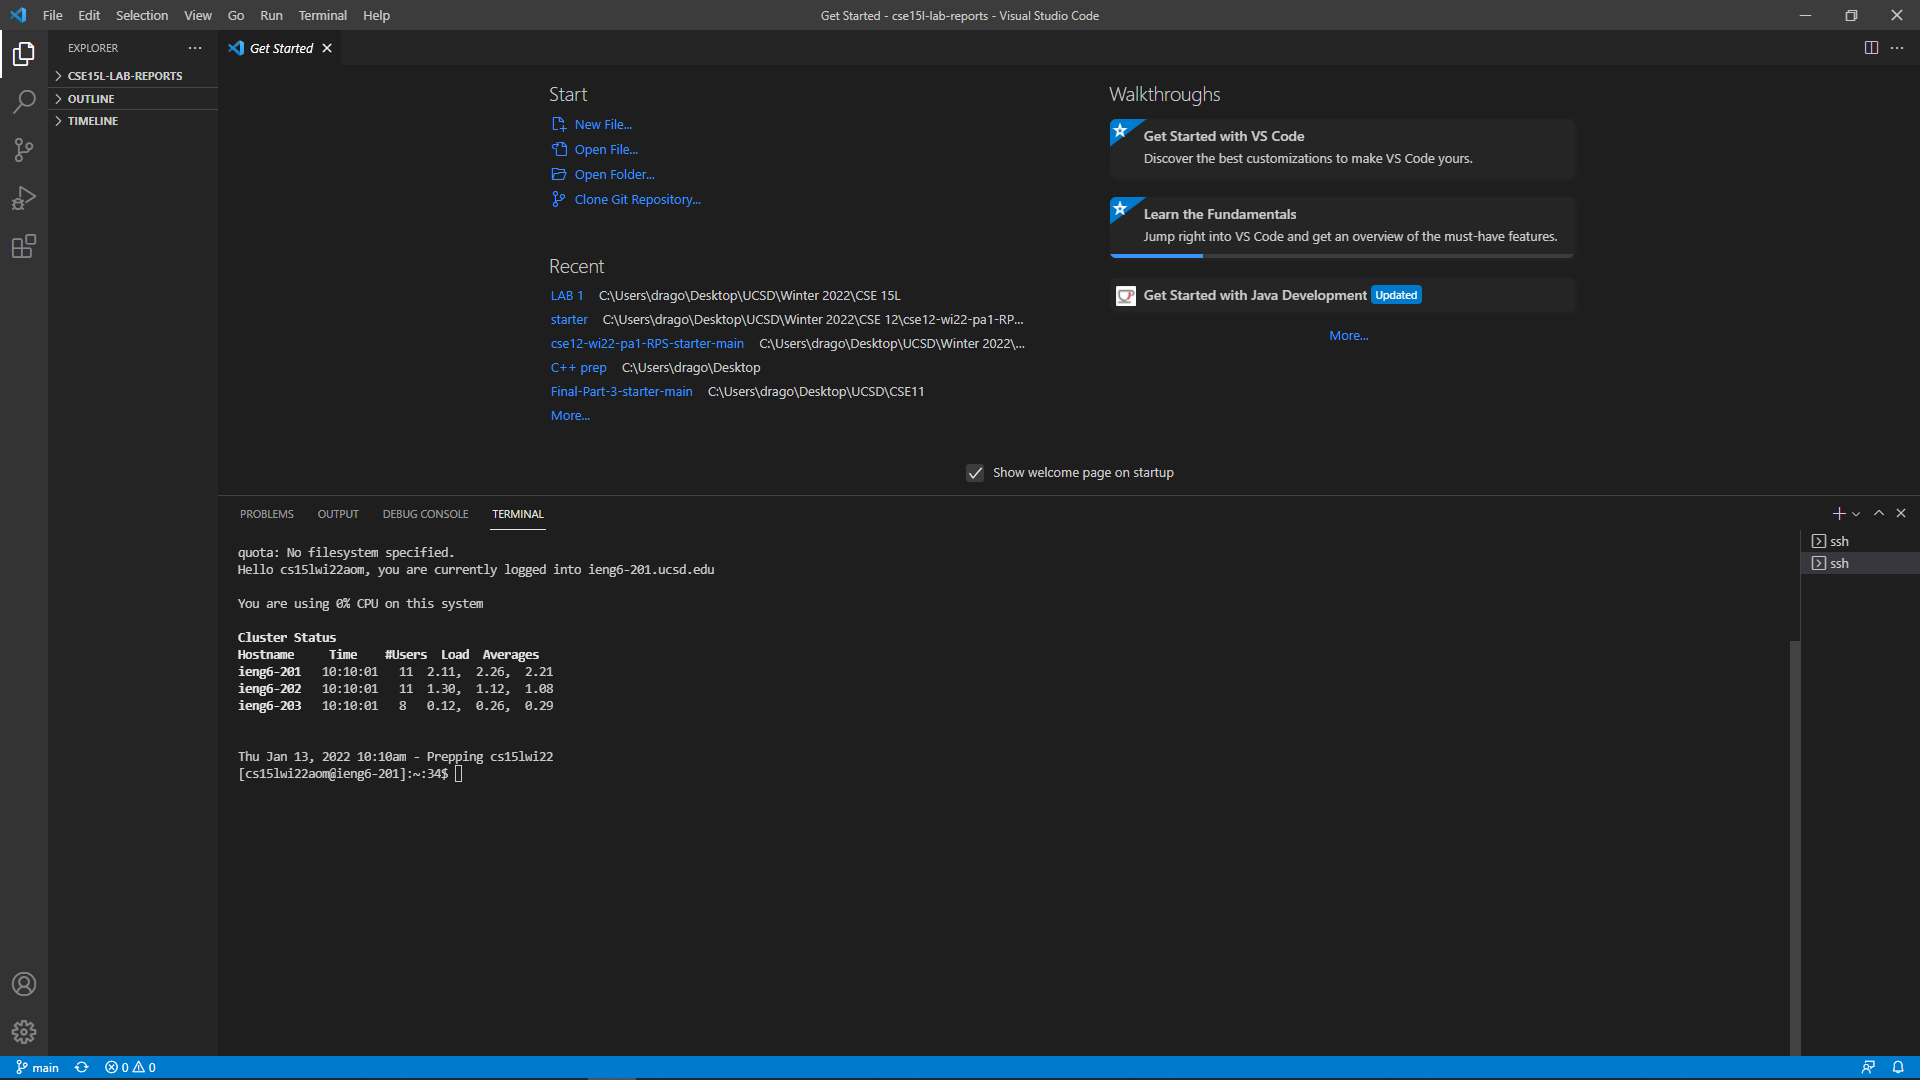 File Edit Selection View Go Run Terminal Help
Get Started - cse15l-lab-reports - Visual Studio Code
EXPLORER
CSE15L-LAB-REPORTS
OUTLINE
TIMELINE
Get Started
Start
New File...
Open File...
Open Folder...
Clone Git Repository...
Recent
LAB 1 C:\Users\drago\Desktop\UCSD\Winter 2022\CSE 15L
starter C:\Users\drago\Desktop\UCSD\Winter 2022\CSE 12\cse12-wi22-pa1-RP...
cse12-wi22-pa1-RPS-starter-main C:\Users\drago\Desktop\UCSD\Winter 2022\...
C++ prep C:\Users\drago\Desktop
Final-Part-3-starter-main C:\Users\drago\Desktop\UCSD\CSE11
More...
Walkthroughs
Get Started with VS Code
Discover the best customizations to make VS Code yours.
Learn the Fundamentals
Jump right into VS Code and get an overview of the must-have features.
Get Started with Java Development Updated
More...
Show welcome page on startup
PROBLEMS OUTPUT DEBUG CONSOLE TERMINAL
quota: No filesystem specified.
Hello cs15lwi22aom, you are currently logged into ieng6-201.ucsd.edu
You are using 0% CPU on this system
Cluster Status
Hostname Time #Users Load Averages
ieng6-201 10:10:01 11 2.11, 2.26, 2.21
ieng6-202 10:10:01 11 1.30, 1.12, 1.08
ieng6-203 10:10:01 8 0.12, 0.26, 0.29
Thu Jan 13, 2022 10:10am - Prepping cs15lwi22
[cs15lwi22aom@ieng6-201]:~:34$
ssh
ssh
main 0 0